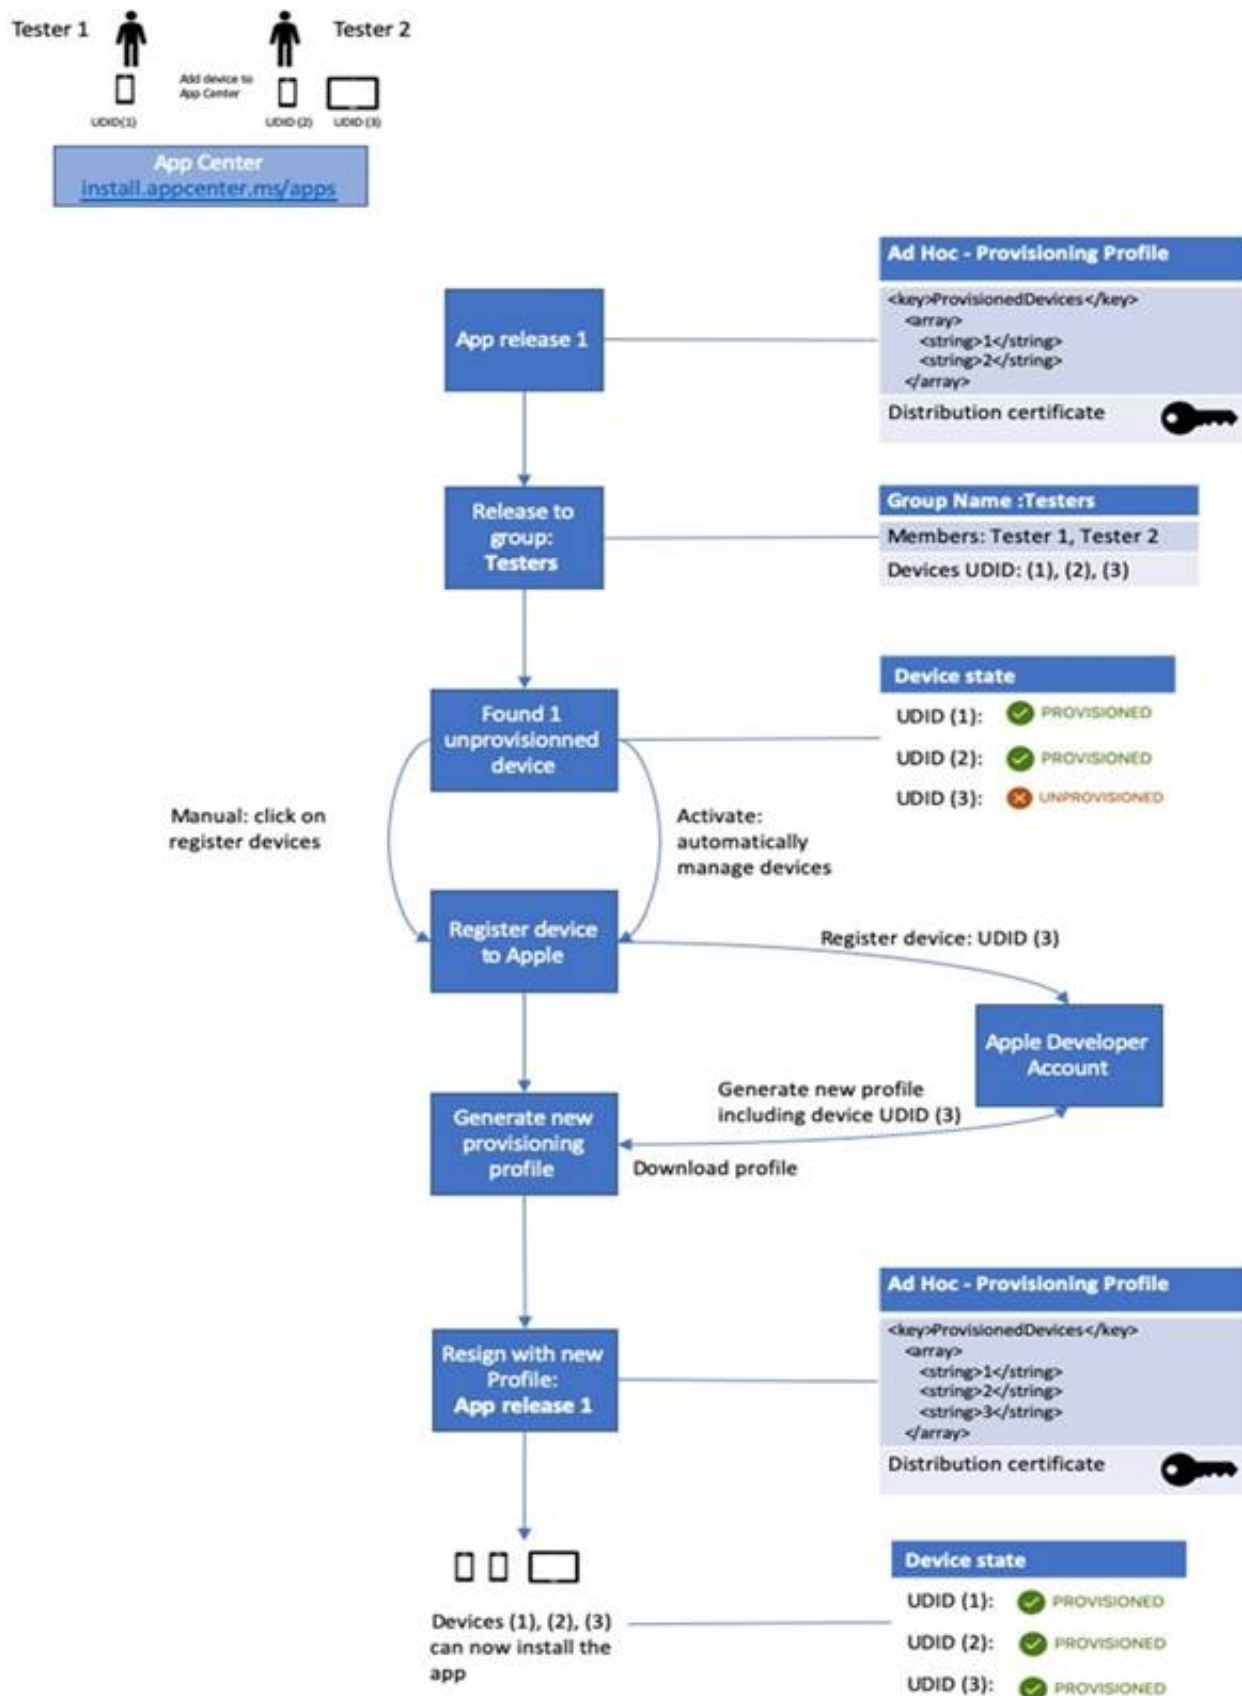 Tester 1
Tester 2
Add device to
App Center
UDID(1)
UDID (2)
UDID (3)
App Center
install.appcenter.ms/apps
Ad Hoc - Provisioning Profile
<key>ProvisionedDevices</key>
<array>
<string>1</string>
<string>2</string>
</array>
Distribution certificate
App release 1
Release to
group:
Testers
Group Name :Testers
Members: Tester 1, Tester 2
Devices UDID: (1), (2), (3)
Found 1
unprovisionned
device
Device state
UDID (1): PROVISIONED
UDID (2): PROVISIONED
UDID (3): UNPROVISIONED
Manual: click on
register devices
Activate:
automatically
manage devices
Register device
to Apple
Register device: UDID (3)
Apple Developer
Account
Generate new profile
including device UDID (3)
Generate new
provisioning
profile
Download profile
Ad Hoc - Provisioning Profile
<key>ProvisionedDevices</key>
<array>
<string>1</string>
<string>2</string>
<string>3</string>
</array>
Distribution certificate
Resign with new
Profile:
App release 1
Devices (1), (2), (3)
can now install the
app
Device state
UDID (1): PROVISIONED
UDID (2): PROVISIONED
UDID (3): PROVISIONED